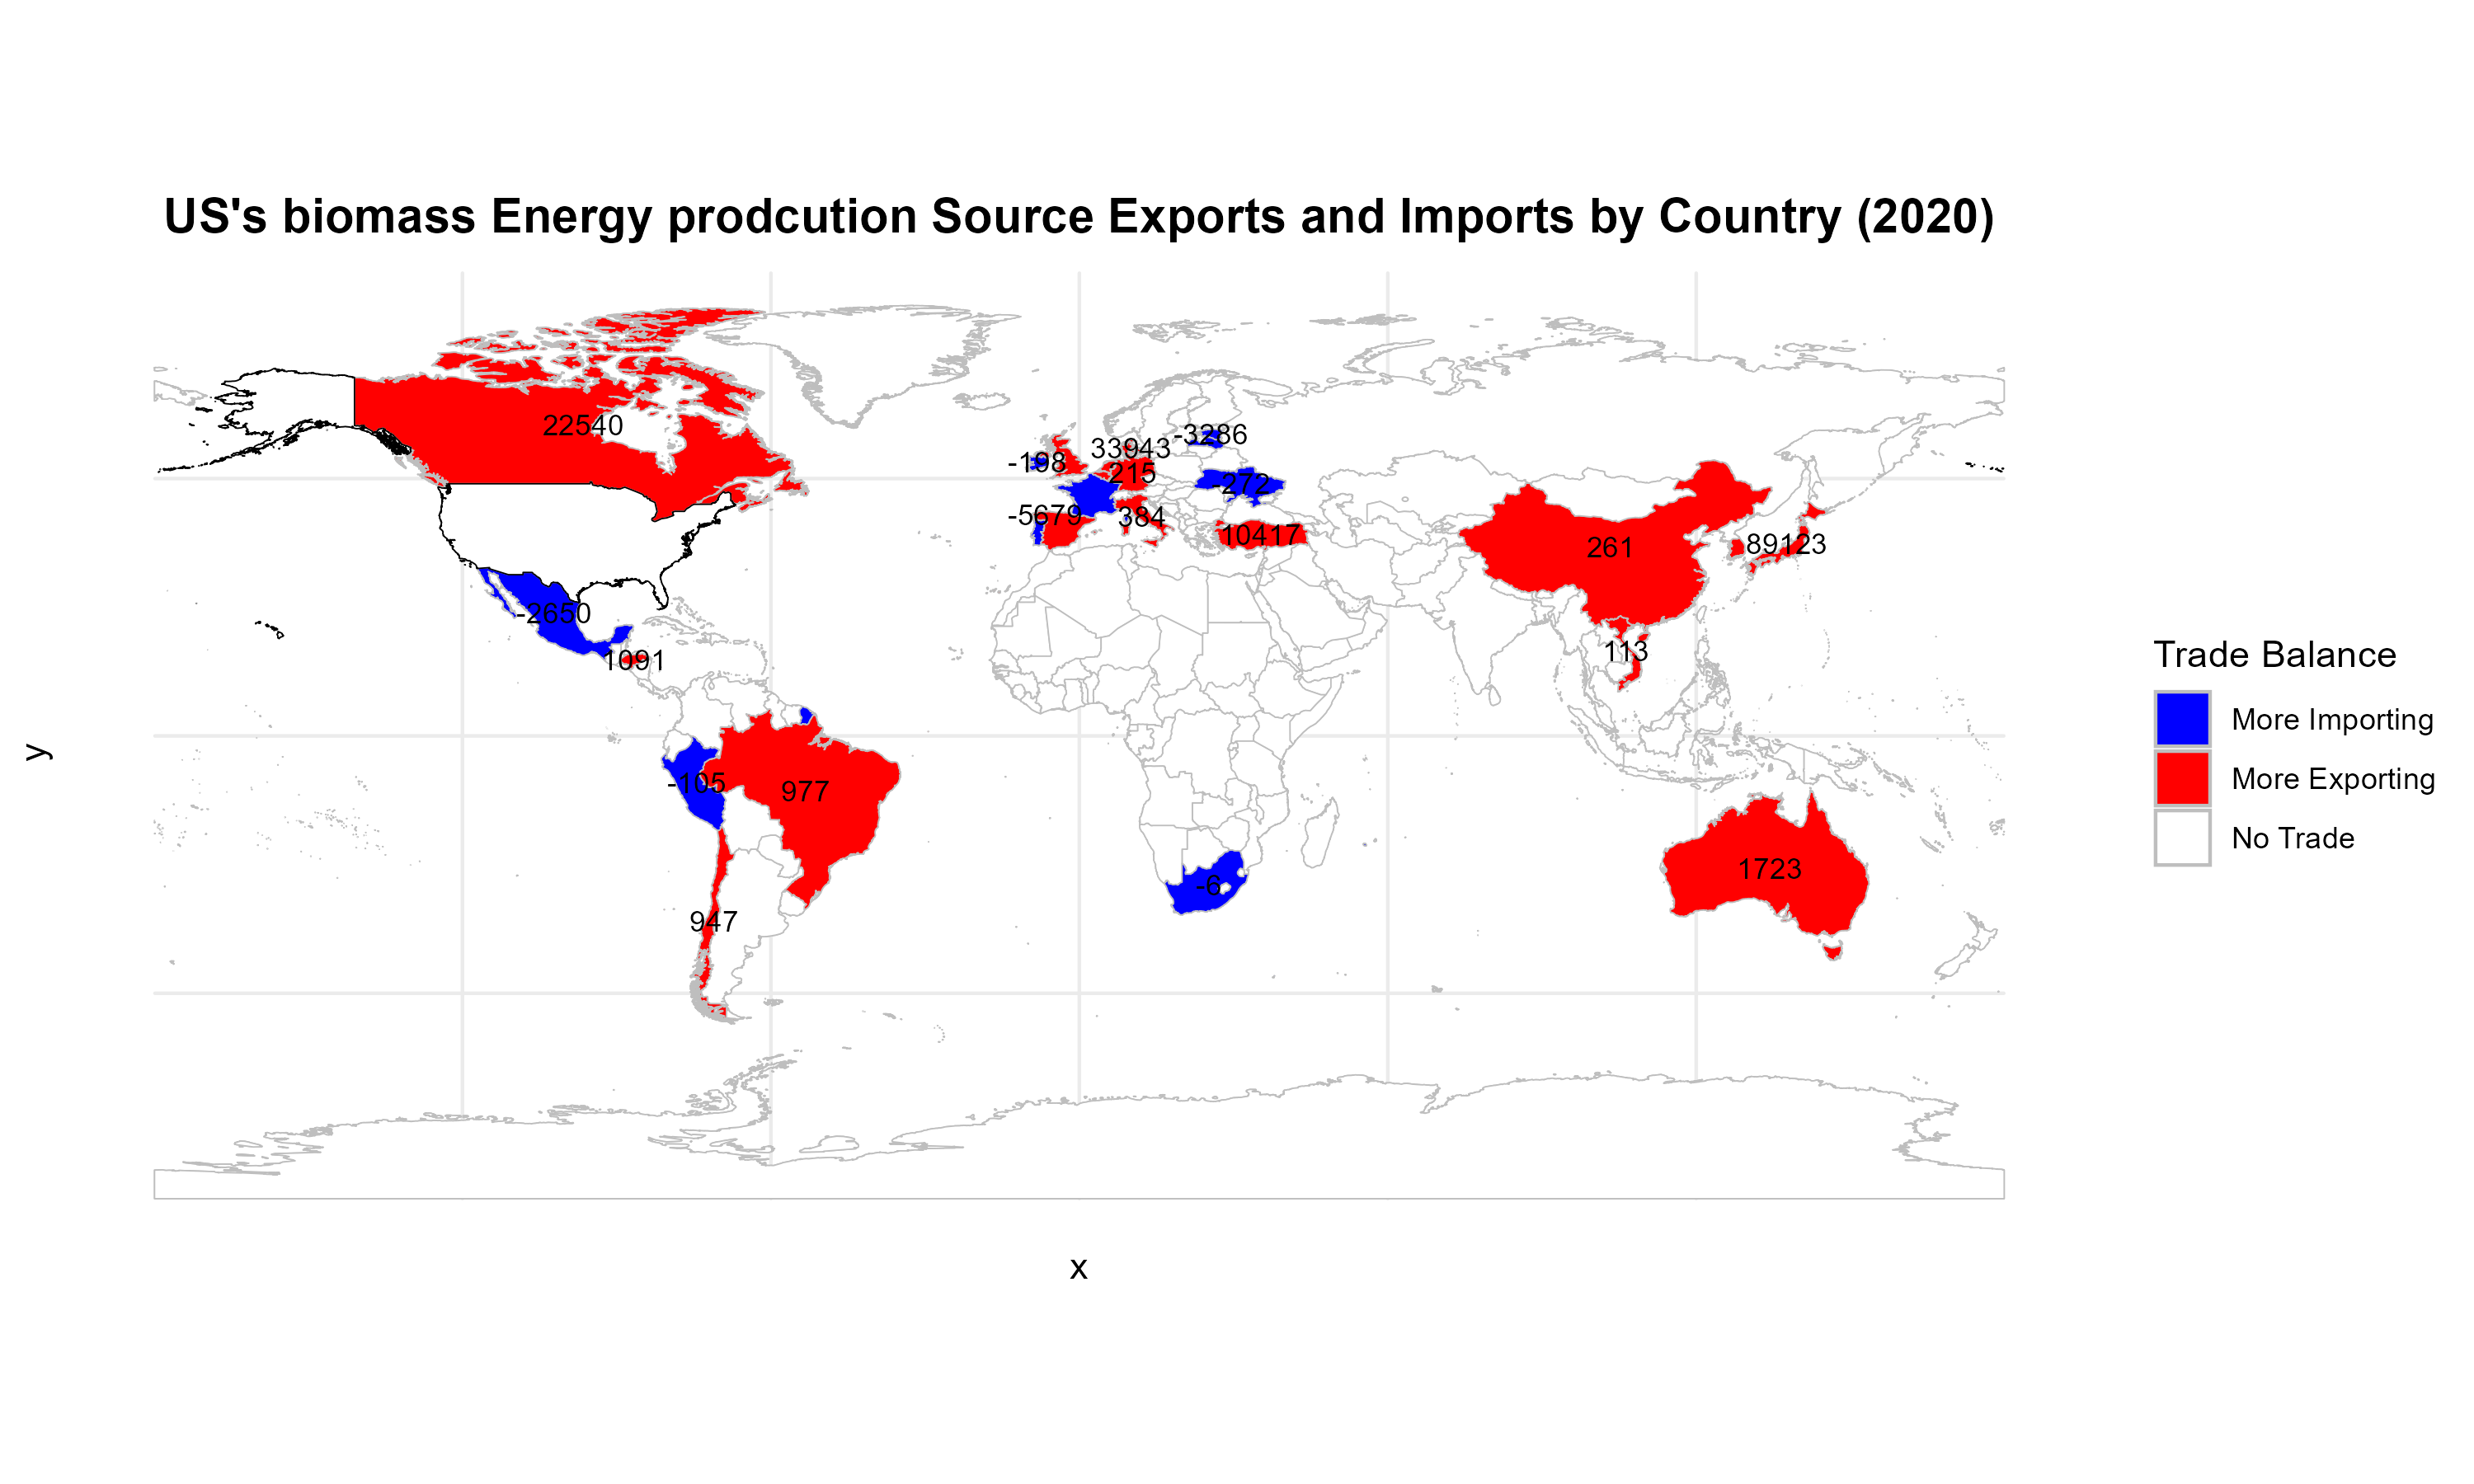 US's biomass Energy prodcution Source Exports and Imports by Country (2020)
22540
-3286
33943
-198
215
-272
-5679
384
10417
261
89123
-2650
1091
113
-105
977
1723
-6
947
Trade Balance
More Importing
More Exporting
No Trade
y
x